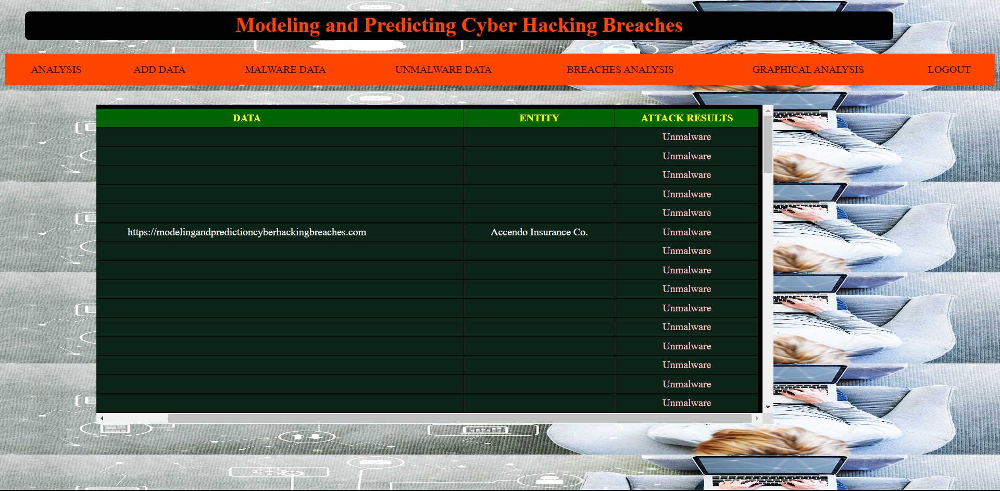 Modeling and Predicting Cyber Hacking Breaches
ANALYSIS ADD DATA MALWARE DATA UNMALWARE DATA BREACHES ANALYSIS GRAPHICAL ANALYSIS LOGOUT
DATA ENTITY ATTACK RESULTS
Unmalware
Unmalware
Unmalware
Unmalware
Unmalware
https://modelingandpredictioncyberhackingbreaches.com Accendo Insurance Co. Unmalware
Unmalware
Unmalware
Unmalware
Unmalware
Unmalware
Unmalware
Unmalware
Unmalware
Unmalware